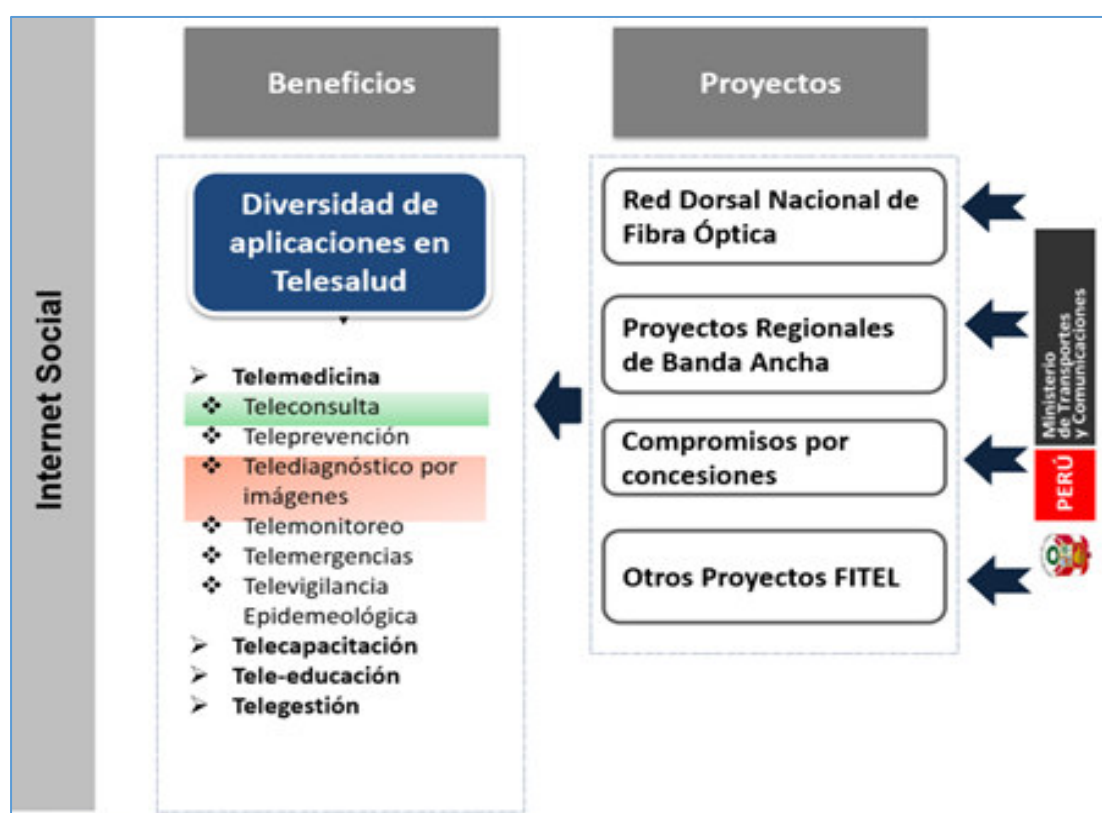 Internet Social
Beneficios
Diversidad de
aplicaciones en
Telesalud
Telemedicina
Teleconsulta
Teleprevención
Telediagnóstico por
imágenes
Telemonitoreo
Telemergencias
Televigilancia
Epidemeológica
Telecapacitación
Tele-educación
Telegestión
Proyectos
Red Dorsal Nacional de
Fibra Óptica
Proyectos Regionales
de Banda Ancha
Compromisos por
concesiones
Otros Proyectos FITEL
PERÚ
Ministerio
de Transportes
y Comunicaciones